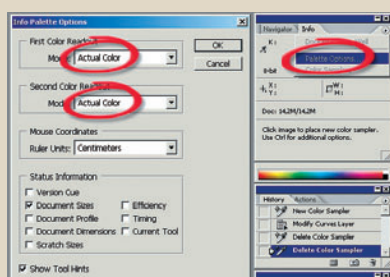 Info Palette Options
First Color Readout
Mode: Actual Color
OK
Cancel
Second Color Readout
Mode: Actual Color
Mouse Coordinates
Ruler Units: Centimeters
Status Information
Version Cue
Document Sizes
Efficiency
Document Profile
Timing
Document Dimensions
Current Tool
Scratch Sizes
Show Tool Hints
Navigator
Info
K:
Palette Options...
8-bit
X:
Y:
W:
H:
Doc: 14.2M/14.2M
Click image to place new color sampler.
Use Ctrl for additional options.
History
Actions
New Color Sampler
Modify Curves Layer
Delete Color Sampler
Delete Color Sampler